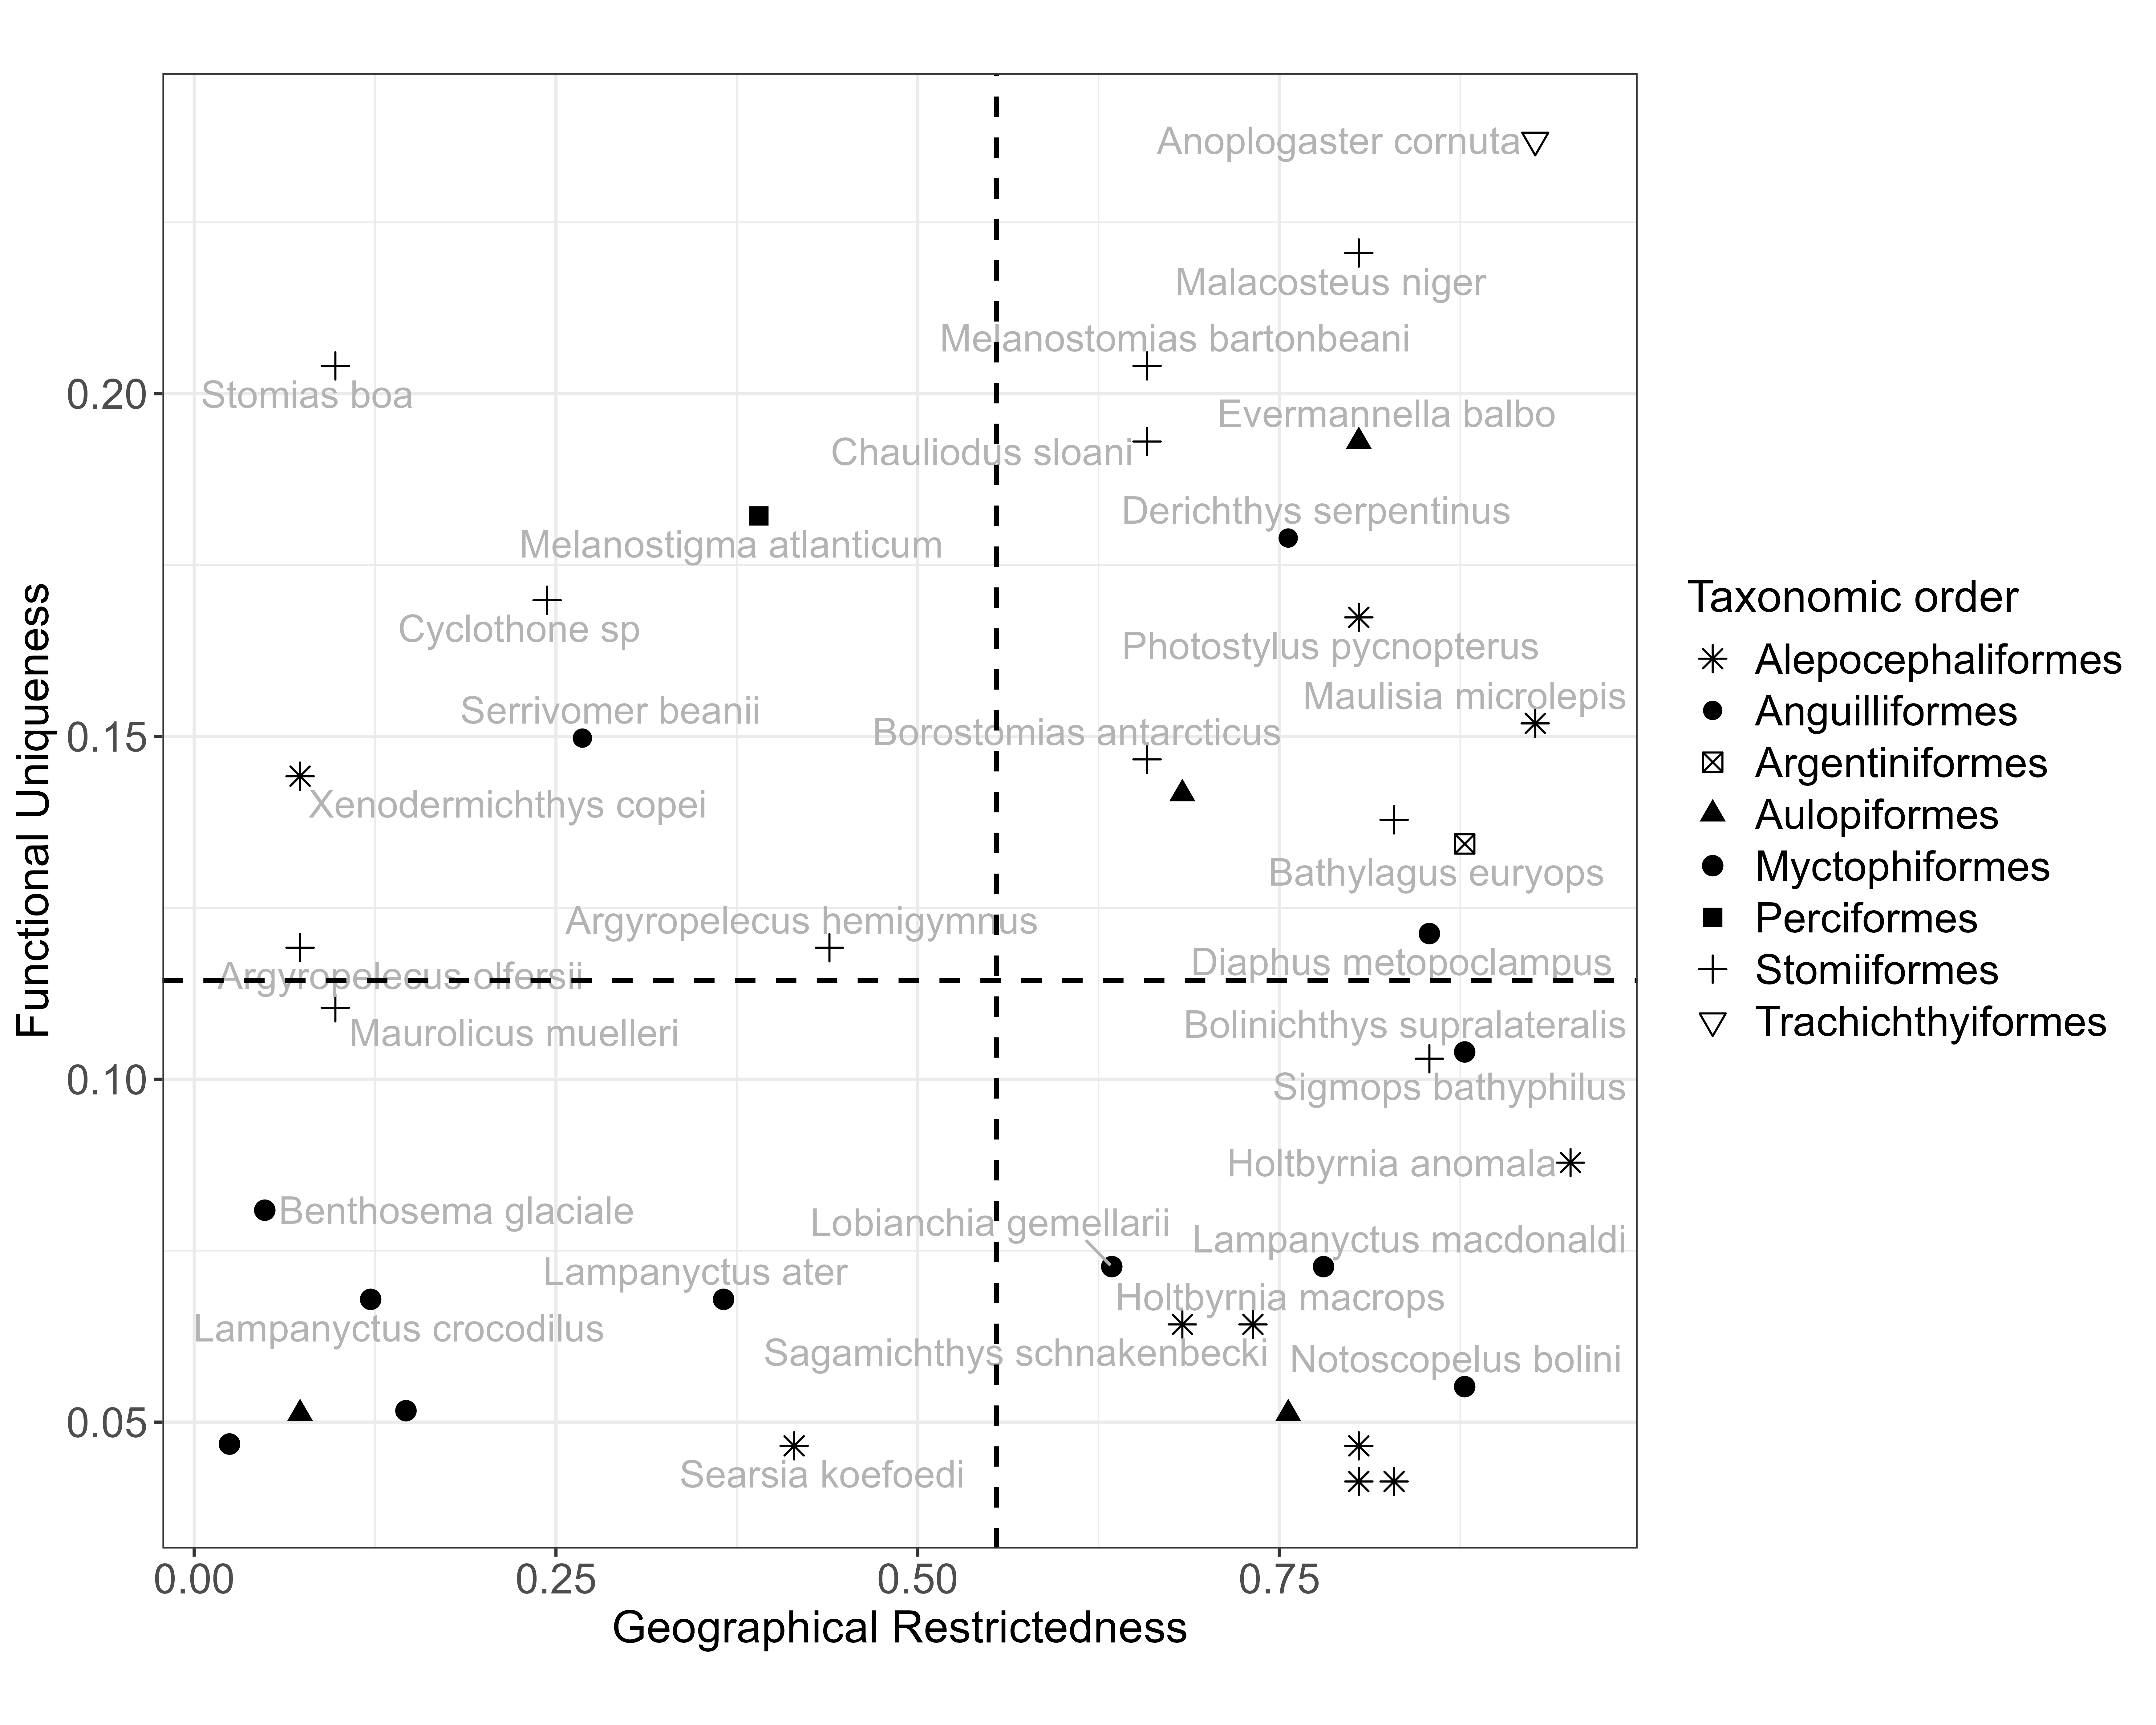 Anoplogaster cornuta
Malacosteus niger
Melanostomias bartonbeani
Stomias boa
0.20
Evermannella balbo
Chauliodus sloani
Derichthys serpentinus
Melanostigma atlanticum
Cyclothone sp
Photostylus pycnopterus
Maulisia microlepis
Serrivomer beanii
Borostomias antarcticus
0.15
Xenodermichthys copei
Bathylagus euryops
Argyropelecus hemigymnus
Diaphus metopoclampus
Argyropelecus olfersii
Maurolicus muelleri
Bolinichthys supralateralis
0.10
Sigmops bathyphilus
Holtbyrnia anomala
Benthosema glaciale
Lobianchia gemellarii
Lampanyctus macdonaldi
Lampanyctus ater
Holtbyrnia macrops
Lampanyctus crocodilus
Sagamichthys schnakenbecki
Notoscopelus bolini
0.05
Searsia koefoedi
0.00 0.25 0.50 0.75
Geographical Restrictedness
Functional Uniqueness
Taxonomic order
Alepocephaliformes
Anguilliformes
Argentiniformes
Aulopiformes
Myctophiformes
Perciformes
Stomiiformes
Trachichthyiformes